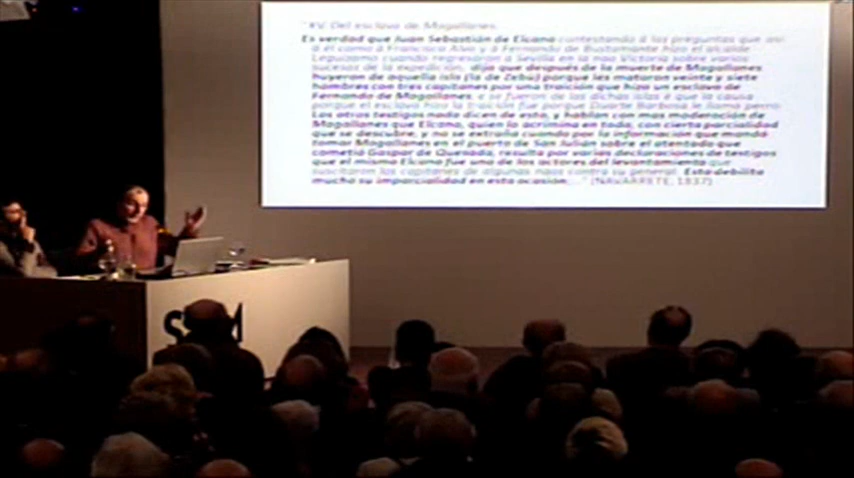 "XV. Del esclavo de Magallanes.
Es verdad que Juan Sebastián de Elcano contestando á las preguntas que así
á él como á Francisco Albo y á Fernando de Bustamante hizo el alcalde
Leguizamo cuando regresaron á Sevilla en la nao Victoria sobre varios
sucesos de la expedición, dijo que después de la muerte de Magallanes
huyeron de aquella isla (la de Zebú) porque les mataron veinte y siete
hombres con tres capitanes por una traición que hizo un esclavo de
Fernando de Magallanes e se fueron de las dichas islas é que la causa
porque el esclavo hizo la traición fue porque Duarte Barbosa le llamó perro
Los otros testigos nada dicen de esto, y hablan con mas moderación de
Magallanes que Elcano, quien lo acrimina en todo, con cierta parcialidad
que se descubre, y no se extraña cuando por la información que mandó
tomar Magallanes en el puerto de San Julián sobre el atentado que
cometió Gaspar de Quesada, resulta por varias declaraciones de testigos
que el mismo Elcano fue uno de los actores del levantamiento que
suscitaron los capitanes de algunas naos contra su general. Esto debilita
mucho su imparcialidad en esta ocasión;..." (NAVARRETE, 1837)